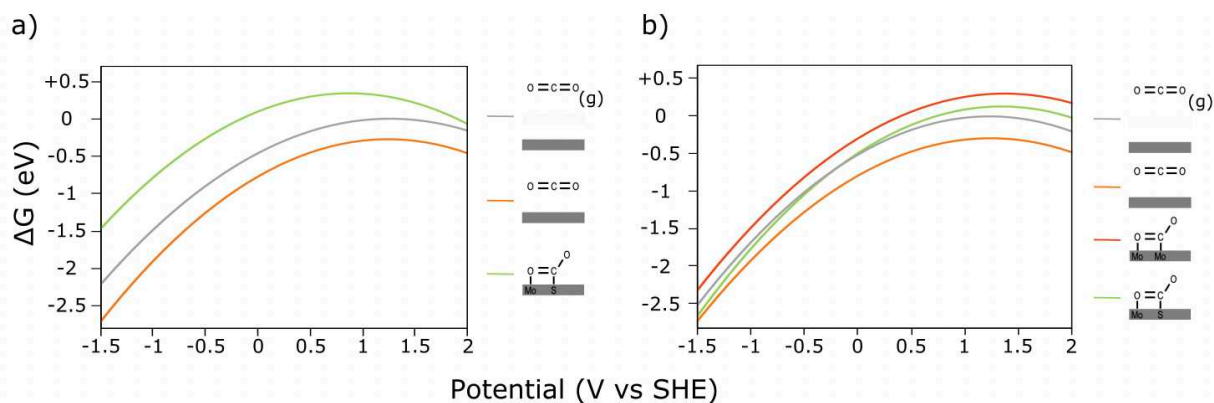 a)
ΔG (eV)
+0.5
0
-0.5
-1
-1.5
-2
-2.5
-1.5 -1 -0.5 0 0.5 1 1.5 2
O=C=O (g)
O=C=O
O
O=C
Mo S
b)
+0.5
0
-0.5
-1
-1.5
-2
-2.5
-1.5 -1 -0.5 0 0.5 1 1.5 2
O=C=O (g)
O=C=O
O
O=C
Mo Mo
O
O=C
Mo S
Potential (V vs SHE)